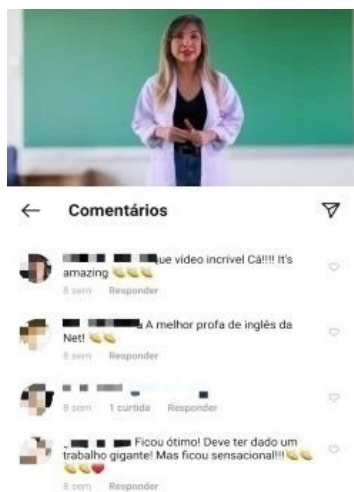 Comentários
que vídeo incrível Cá!!!! It's
amazing 👏👏👏
8 sem Responder
A melhor profa de inglês da
Net! 👏👏
8 sem Responder
8 sem 1 curtida Responder
Ficou ótimo! Deve ter dado um
trabalho gigante! Mas ficou sensacional!!!👏👏
👏👏❤️
8 sem Responder